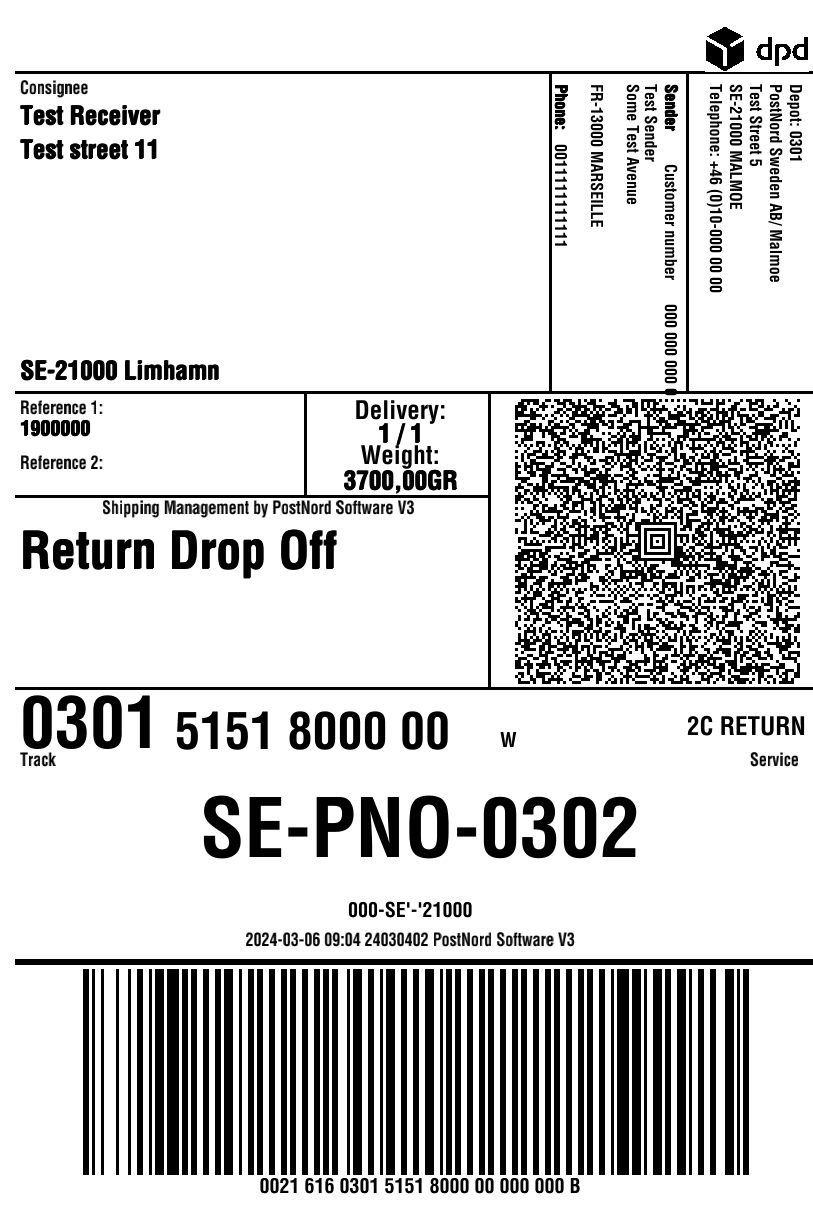 dpd
Consignee
Test Receiver
Test street 11
SE-21000 Limhamn
Depot: 0301
PostNord Sweden AB/ Malmoe
Test Street 5
SE-21000 MALMOE
Telephone: +46 (0)10-000 00 00
Sender Customer number 000 000 000
Test Sender
Some Test Avenue
FR-13000 MARSEILLE
Phone: 0011111111111
Reference 1:
1900000
Reference 2:
Delivery:
1 / 1
Weight:
3700,00GR
Shipping Management by PostNord Software V3
Return Drop Off
0301 5151 8000 00 W 2C RETURN
Track Service
SE-PNO-0302
000-SE'-'21000
2024-03-06 09:04 24030402 PostNord Software V3
0021 616 0301 5151 8000 00 000 000 B